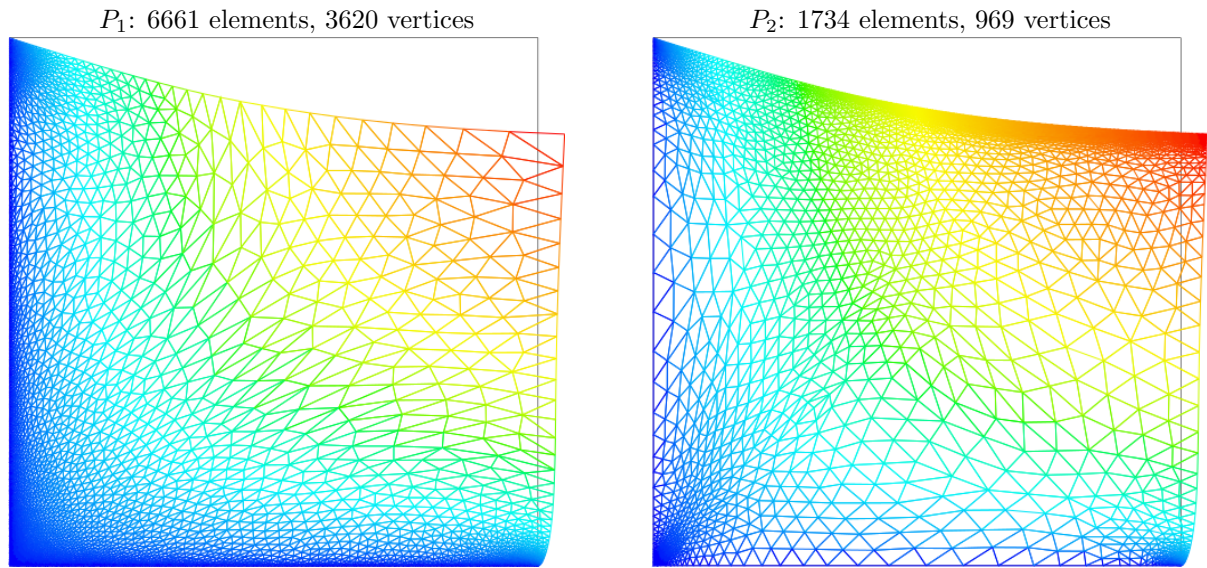 P₁: 6661 elements, 3620 vertices
P₂: 1734 elements, 969 vertices